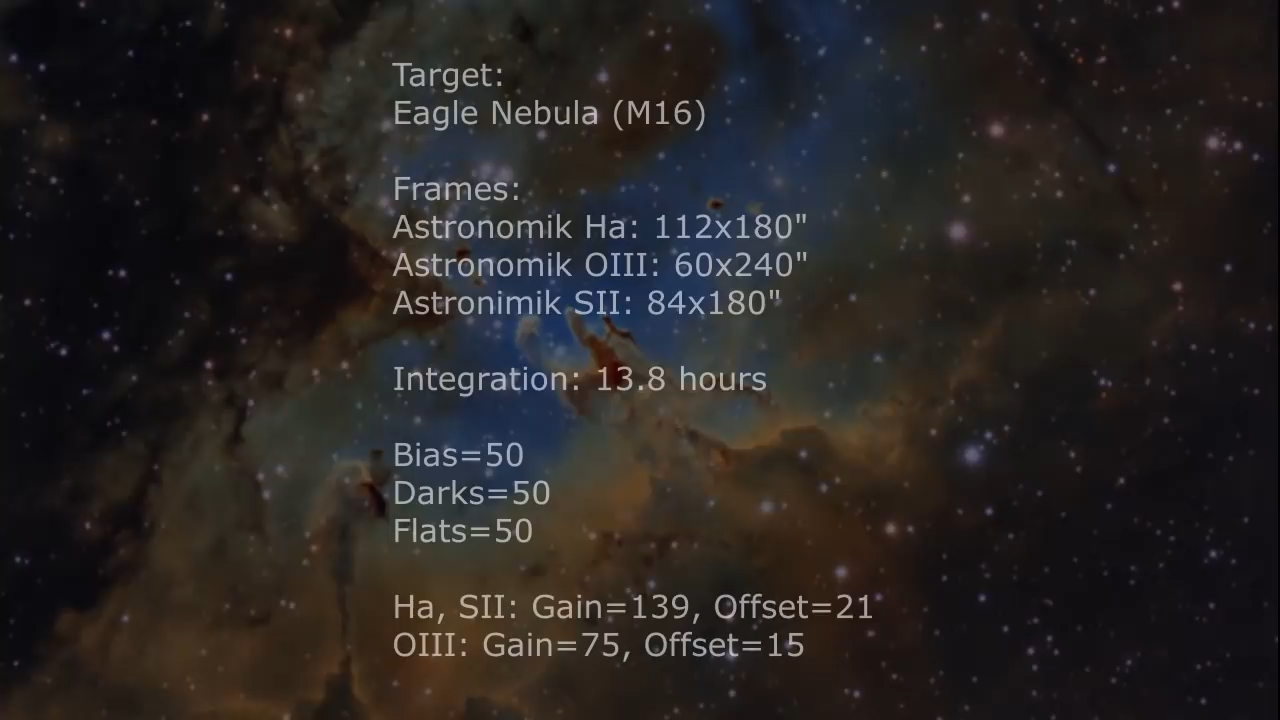 Target:
Eagle Nebula (M16)
Frames:
Astronomik Ha: 112x180"
Astronomik OIII: 60x240"
Astronimik SII: 84x180"
Integration: 13.8 hours
Bias=50
Darks=50
Flats=50
Ha, SII: Gain=139, Offset=21
OIII: Gain=75, Offset=15